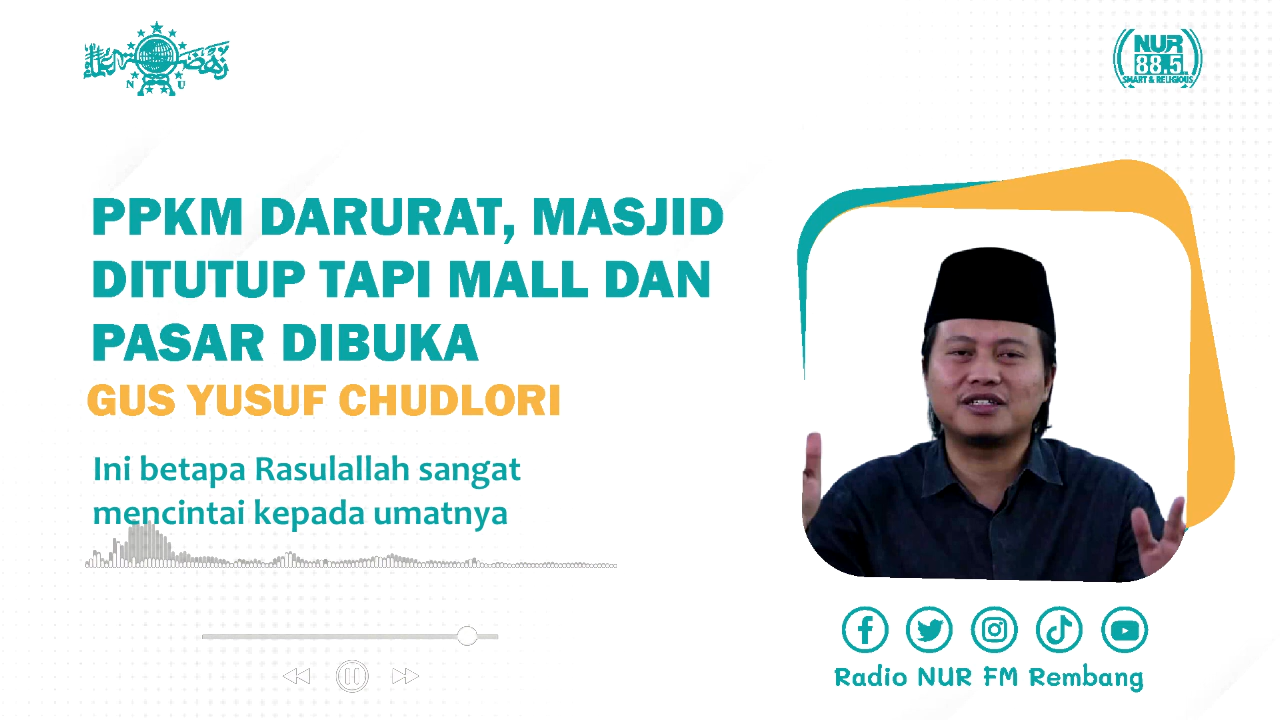 N U
NUR
88.5
SMART & RELIGIOUS
PPKM DARURAT, MASJID
DITUTUP TAPI MALL DAN
PASAR DIBUKA
GUS YUSUF CHUDLORI
Ini betapa Rasulallah sangat
mencintai kepada umatnya
Radio NUR FM Rembang